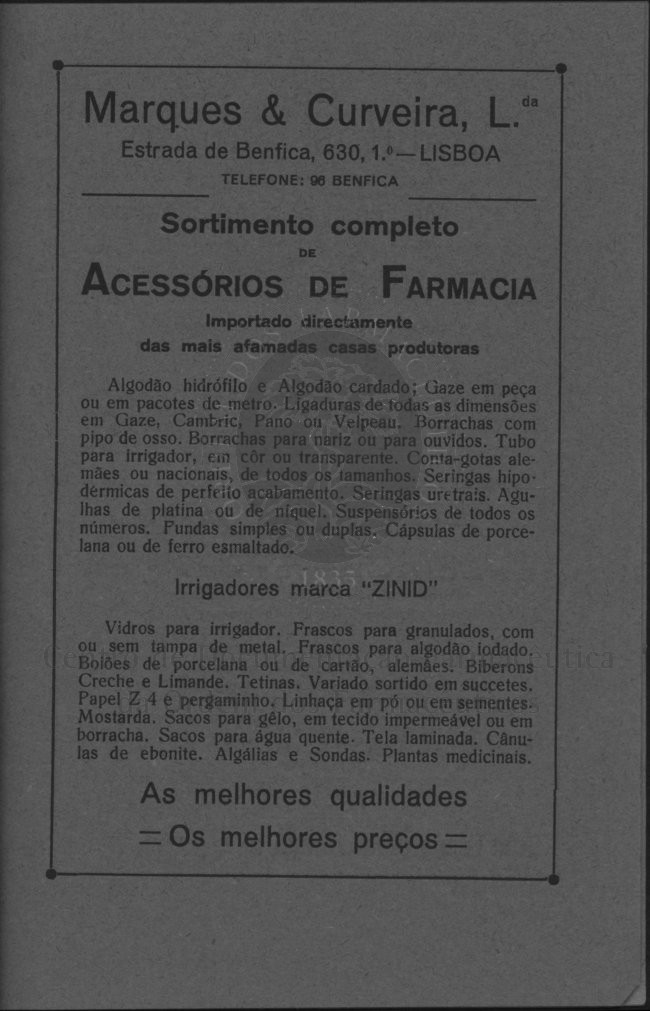 Marques & Curveira, L.da
Estrada de Benfica, 630, 1.º—LISBOA
TELEFONE: 96 BENFICA
Sortimento completo
DE
ACESSÓRIOS DE FARMACIA
Importado directamente
das mais afamadas casas produtoras
Algodão hidrófilo e Algodão cardado; Gaze em peça
ou em pacotes de metro. Ligaduras de todas as dimensões
em Gaze, Cambric, Pano ou Velpeau. Borrachas com
pipo de osso. Borrachas para nariz ou para ouvidos. Tubo
para irrigador, em côr ou transparente. Conta-gotas ale-
mães ou nacionais, de todos os tamanhos. Seringas hipo-
dérmicas de perfeito acabamento. Seringas uretrais. Agu-
lhas de platina ou de níquel. Suspensórios de todos os
números. Fundas simples ou duplas. Cápsulas de porce-
lana ou de ferro esmaltado.
1835
Irrigadores marca "ZINID"
Vidros para irrigador. Frascos para granulados, com
ou sem tampa de metal. Frascos para algodão iodado.
Bolões de porcelana ou de cartão, alemães. Biberons
Creche e Limande. Tetinas. Variado sortido em succetes.
Papel Z 4 e pergaminho. Linhaça em pó ou em sementes.
Mostarda. Sacos para gêlo, em tecido impermeável ou em
borracha. Sacos para água quente. Tela laminada. Cânu-
las de ebonite. Algálias e Sondas. Plantas medicinais.
As melhores qualidades
= Os melhores preços =